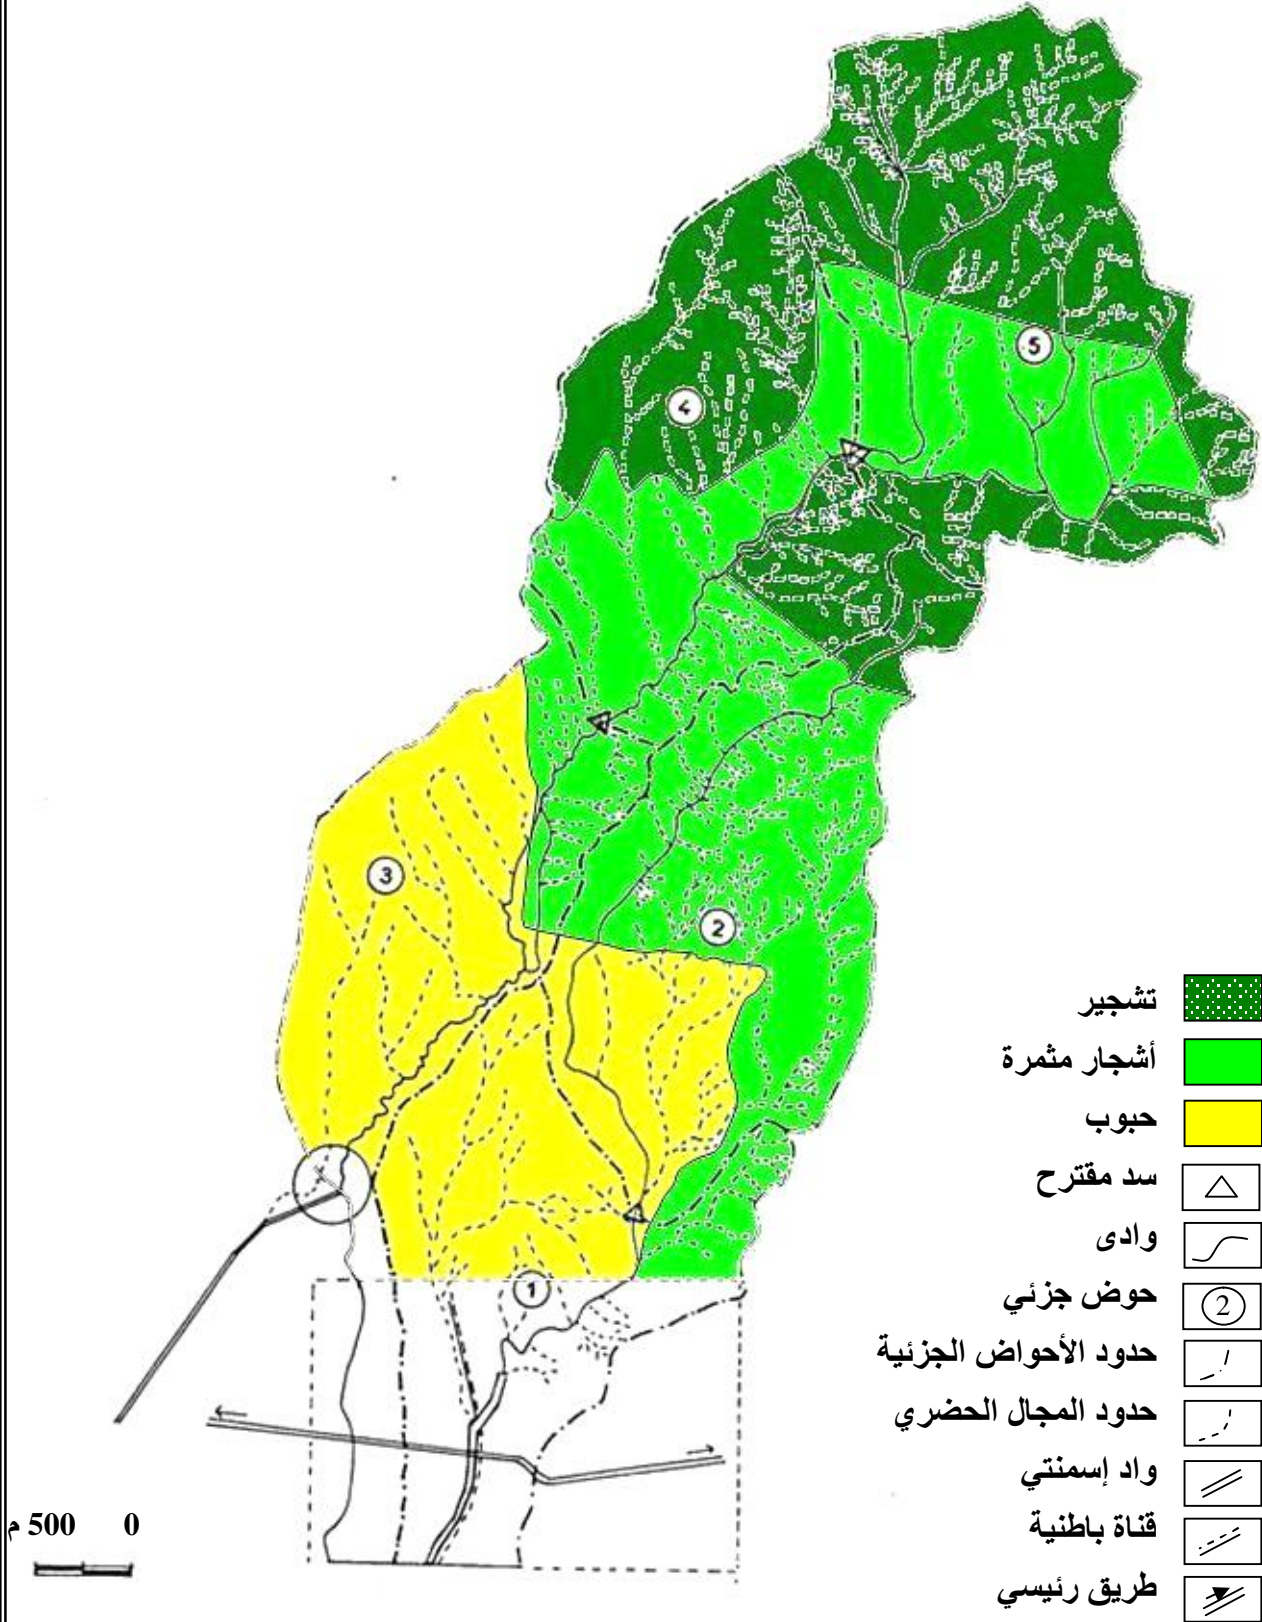 5
4
3
2
1
تشجير
أشجار مثمرة
حبوب
سد مقترح
وادى
حوض جزئي
2
حدود الأحواض الجزئية
حدود المجال الحضري
واد إسمنتي
قناة باطنية
طريق رئيسي
0 500 م